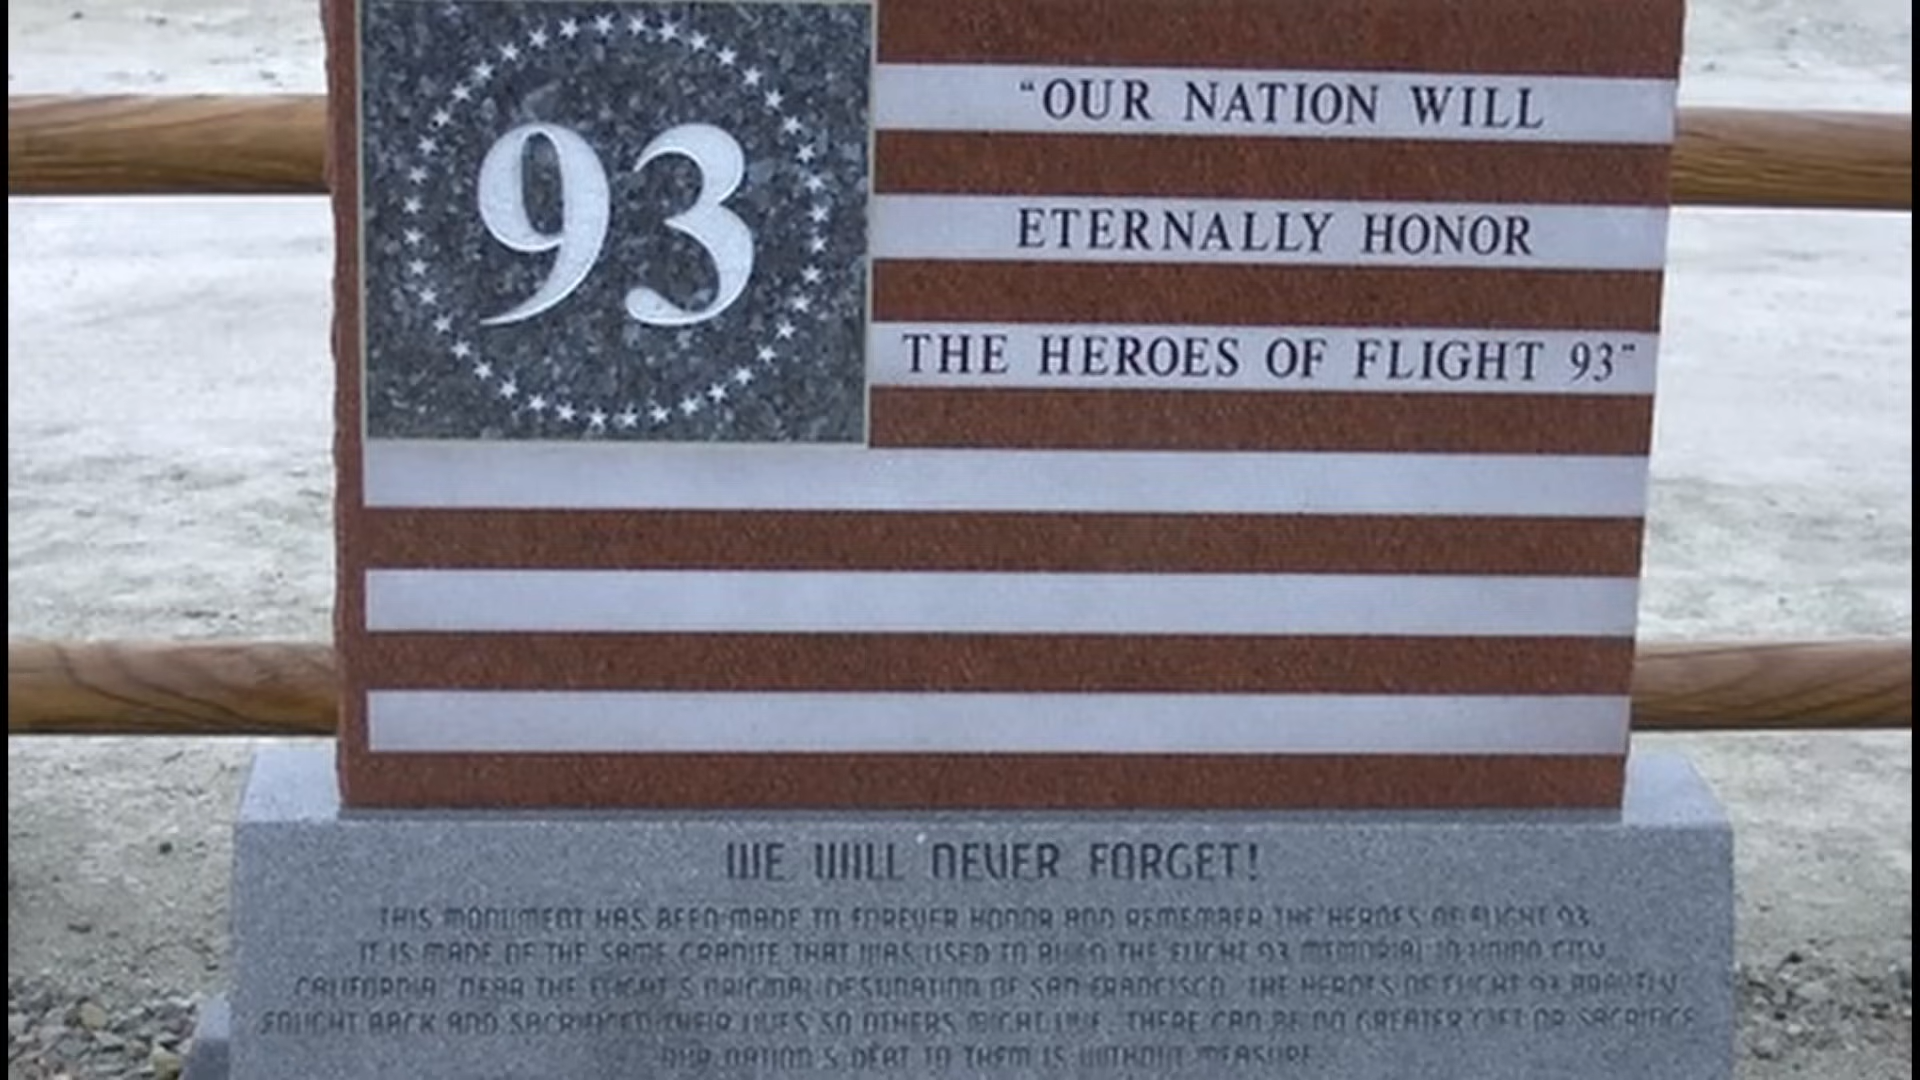 93
"OUR NATION WILL
ETERNALLY HONOR
THE HEROES OF FLIGHT 93"
WE WILL NEVER FORGET!
THIS MONUMENT HAS BEEN MADE TO FOREVER HONOR AND REMEMBER THE HEROES OF FLIGHT 93
IT IS MADE OF THE SAME GRANITE THAT WAS USED TO BUILD THE FLIGHT 93 MEMORIAL IN UNION CITY
CALIFORNIA, NEAR THE FLIGHT'S ORIGINAL DESTINATION OF SAN FRANCISCO. THE HEROES OF FLIGHT 93 BRAVELY
FOUGHT BACK AND SACRIFICED THEIR LIVES SO OTHERS MIGHT LIVE. THERE CAN BE NO GREATER GIFT OR SACRIFICE
OUR NATION'S DEBT TO THEM IS WITHOUT MEASURE.